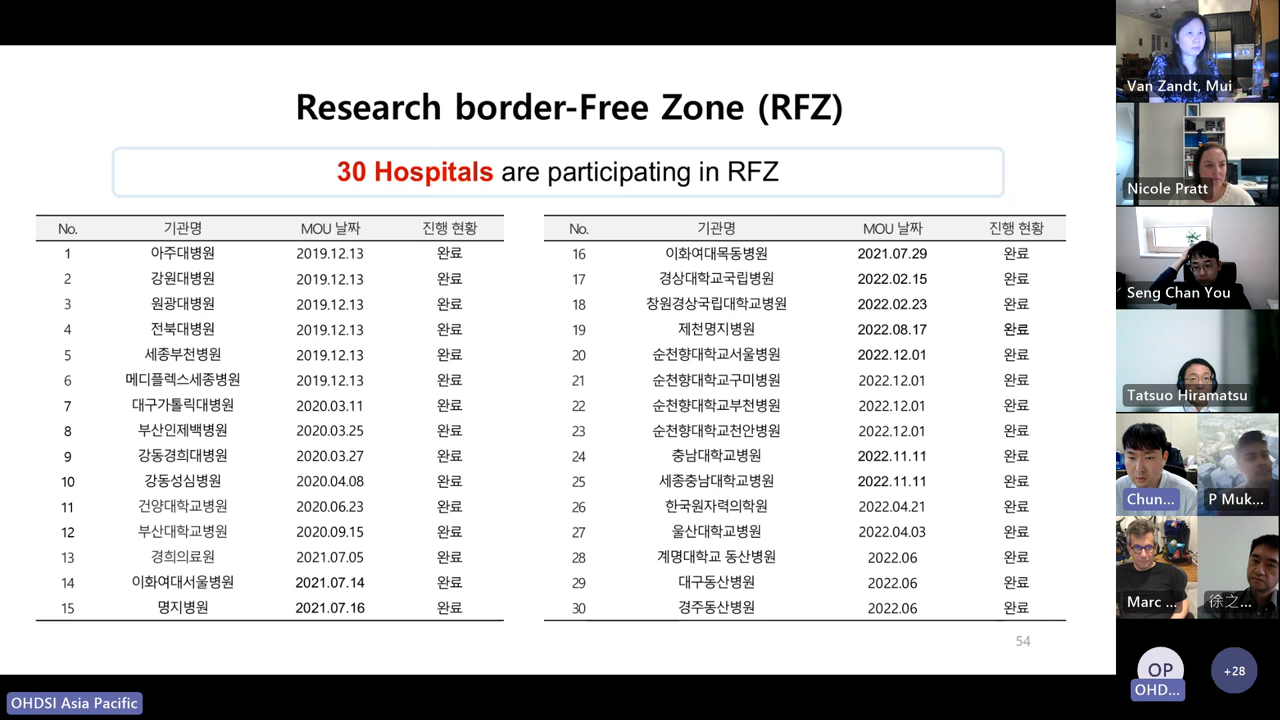 Research border-Free Zone (RFZ)
30 Hospitals are participating in RFZ
No. 기관명 MOU 날짜 진행 현황
1 아주대병원 2019.12.13 완료
2 강원대병원 2019.12.13 완료
3 원광대병원 2019.12.13 완료
4 전북대병원 2019.12.13 완료
5 세종부천병원 2019.12.13 완료
6 메디플렉스세종병원 2019.12.13 완료
7 대구가톨릭대병원 2020.03.11 완료
8 부산인제백병원 2020.03.25 완료
9 강동경희대병원 2020.03.27 완료
10 강동성심병원 2020.04.08 완료
11 건양대학교병원 2020.06.23 완료
12 부산대학교병원 2020.09.15 완료
13 경희의료원 2021.07.05 완료
14 이화여대서울병원 2021.07.14 완료
15 명지병원 2021.07.16 완료
No. 기관명 MOU 날짜 진행 현황
16 이화여대목동병원 2021.07.29 완료
17 경상대학교국립병원 2022.02.15 완료
18 창원경상국립대학교병원 2022.02.23 완료
19 제천명지병원 2022.08.17 완료
20 순천향대학교서울병원 2022.12.01 완료
21 순천향대학교구미병원 2022.12.01 완료
22 순천향대학교부천병원 2022.12.01 완료
23 순천향대학교천안병원 2022.12.01 완료
24 충남대학교병원 2022.11.11 완료
25 세종충남대학교병원 2022.11.11 완료
26 한국원자력의학원 2022.04.21 완료
27 울산대학교병원 2022.04.03 완료
28 계명대학교 동산병원 2022.06 완료
29 대구동산병원 2022.06 완료
30 경주동산병원 2022.06 완료
54
OHDSI Asia Pacific
Van Zandt, Mui
Nicole Pratt
Seng Chan You
Tatsuo Hiramatsu
Chun...
P Muk...
Marc ...
徐之...
OP
OHD...
+28